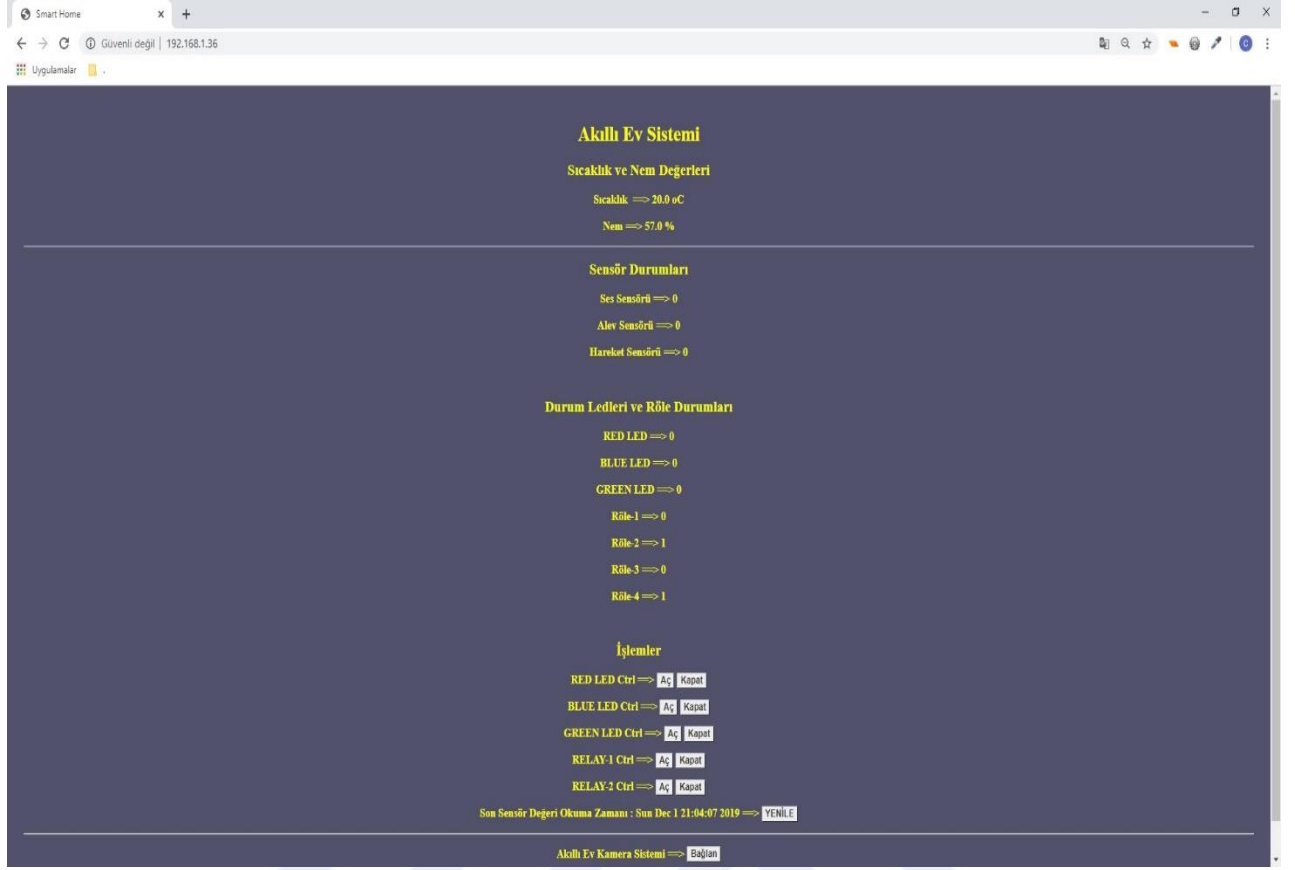 Smart Home
Güvenli değil | 192.168.1.36
Uygulamalar .
Akıllı Ev Sistemi
Sıcaklık ve Nem Değerleri
Sıcaklık ==> 20.0 oC
Nem ==> 57.0 %
Sensör Durumları
Ses Sensörü ==> 0
Alev Sensörü ==> 0
Hareket Sensörü ==> 0
Durum Ledleri ve Röle Durumları
RED LED ==> 0
BLUE LED ==> 0
GREEN LED ==> 0
Röle-1 ==> 0
Röle-2 ==> 1
Röle-3 ==> 0
Röle-4 ==> 1
İşlemler
RED LED Ctrl ==> Aç Kapat
BLUE LED Ctrl ==> Aç Kapat
GREEN LED Ctrl ==> Aç Kapat
RELAY-1 Ctrl ==> Aç Kapat
RELAY-2 Ctrl ==> Aç Kapat
Son Sensör Değeri Okuma Zamanı : Sun Dec 1 21:04:07 2019 ==> YENİLE
Akıllı Ev Kamera Sistemi ==> Bağlan